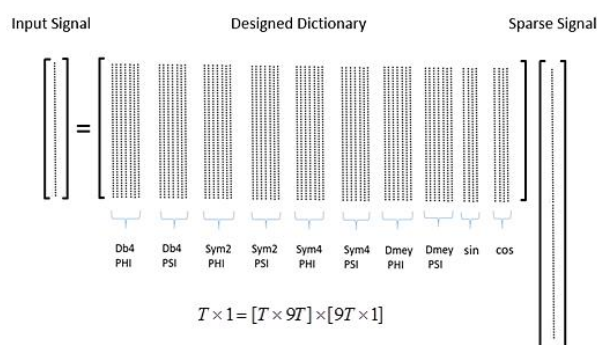 Input Signal Designed Dictionary Sparse Signal
=
Db4 PHI Db4 PSI Sym2 PHI Sym2 PSI Sym4 PHI Sym4 PSI Dmey PHI Dmey PSI sin cos
T × 1 = [T × 9T] × [9T × 1]